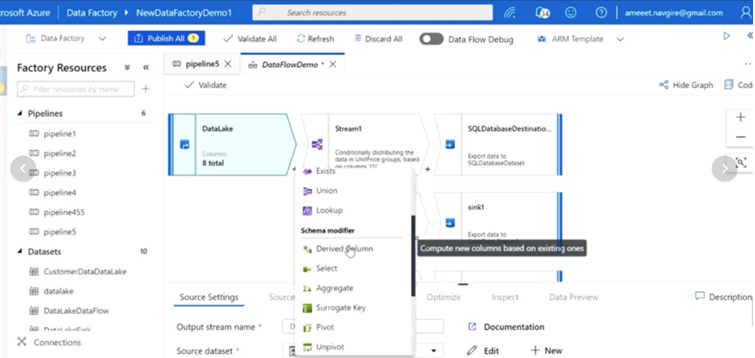 rosoft Azure
Data Factory
NewDataFactoryDemo1
Search resources
ameeet.navgire@gmail.com
Data Factory
Publish All
1
Validate All
Refresh
Discard All
Data Flow Debug
ARM Template
Factory Resources
pipeline5
DataFlowDemo *
Filter resources by name
Validate
Hide Graph
Cod
Pipelines
6
pipeline1
pipeline2
pipeline3
pipeline4
pipeline455
pipeline5
Datasets
10
CustomerDataDataLake
datalake
DataLakeDataFlow
DataLakeSink
Connections
DataLake
Columns:
8 total
Stream1
Conditionally distributing the
data in UnitPrice groups, based
SQLDatabaseDestinatio...
Export data to
SQLDatabaseDataset
sink1
Export data to
Exists
Union
Lookup
Schema modifier
Derived Column
Compute new columns based on existing ones
Select
Aggregate
Surrogate Key
Pivot
Unpivot
Source Settings
Source
Optimize
Inspect
Data Preview
Description
Output stream name *
Documentation
Source dataset *
Edit
New